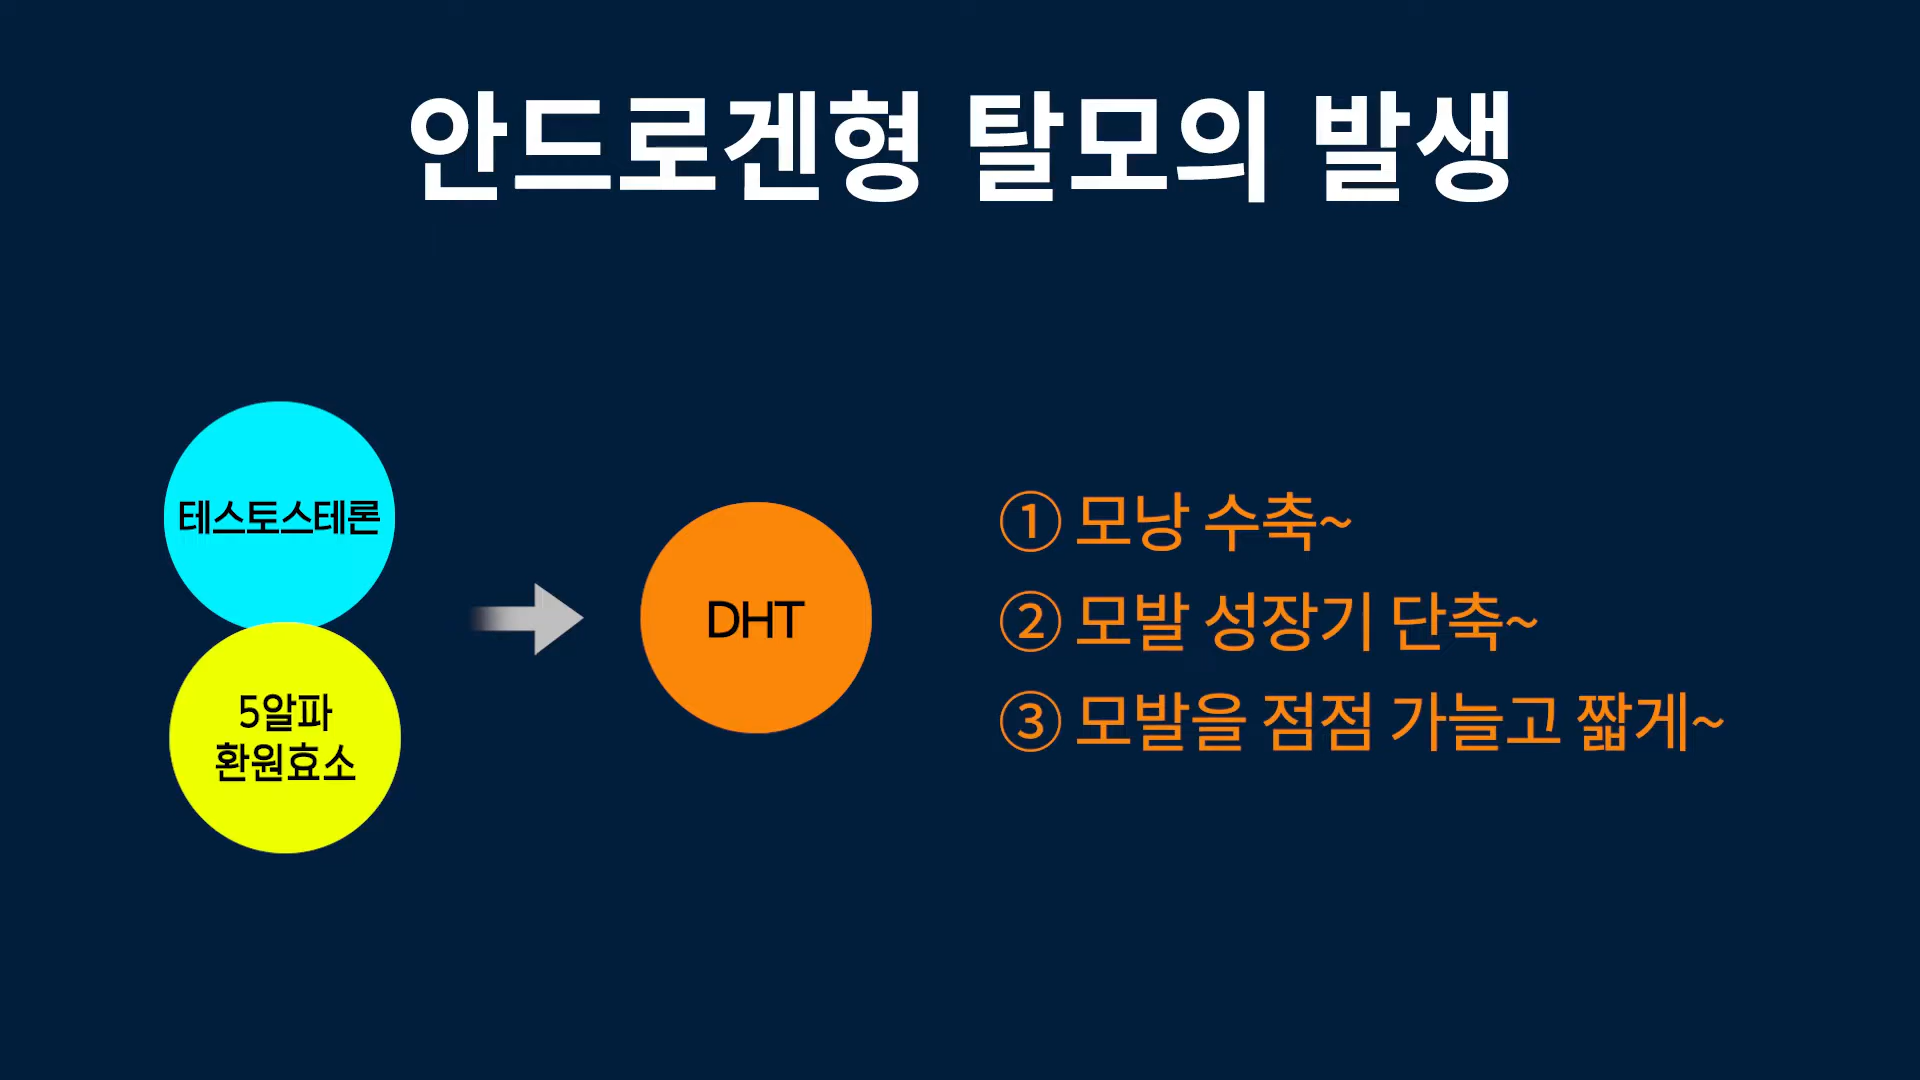 안드로겐형 탈모의 발생
테스토스테론
5알파
환원효소
DHT
① 모낭 수축~
② 모발 성장기 단축~
③ 모발을 점점 가늘고 짧게~